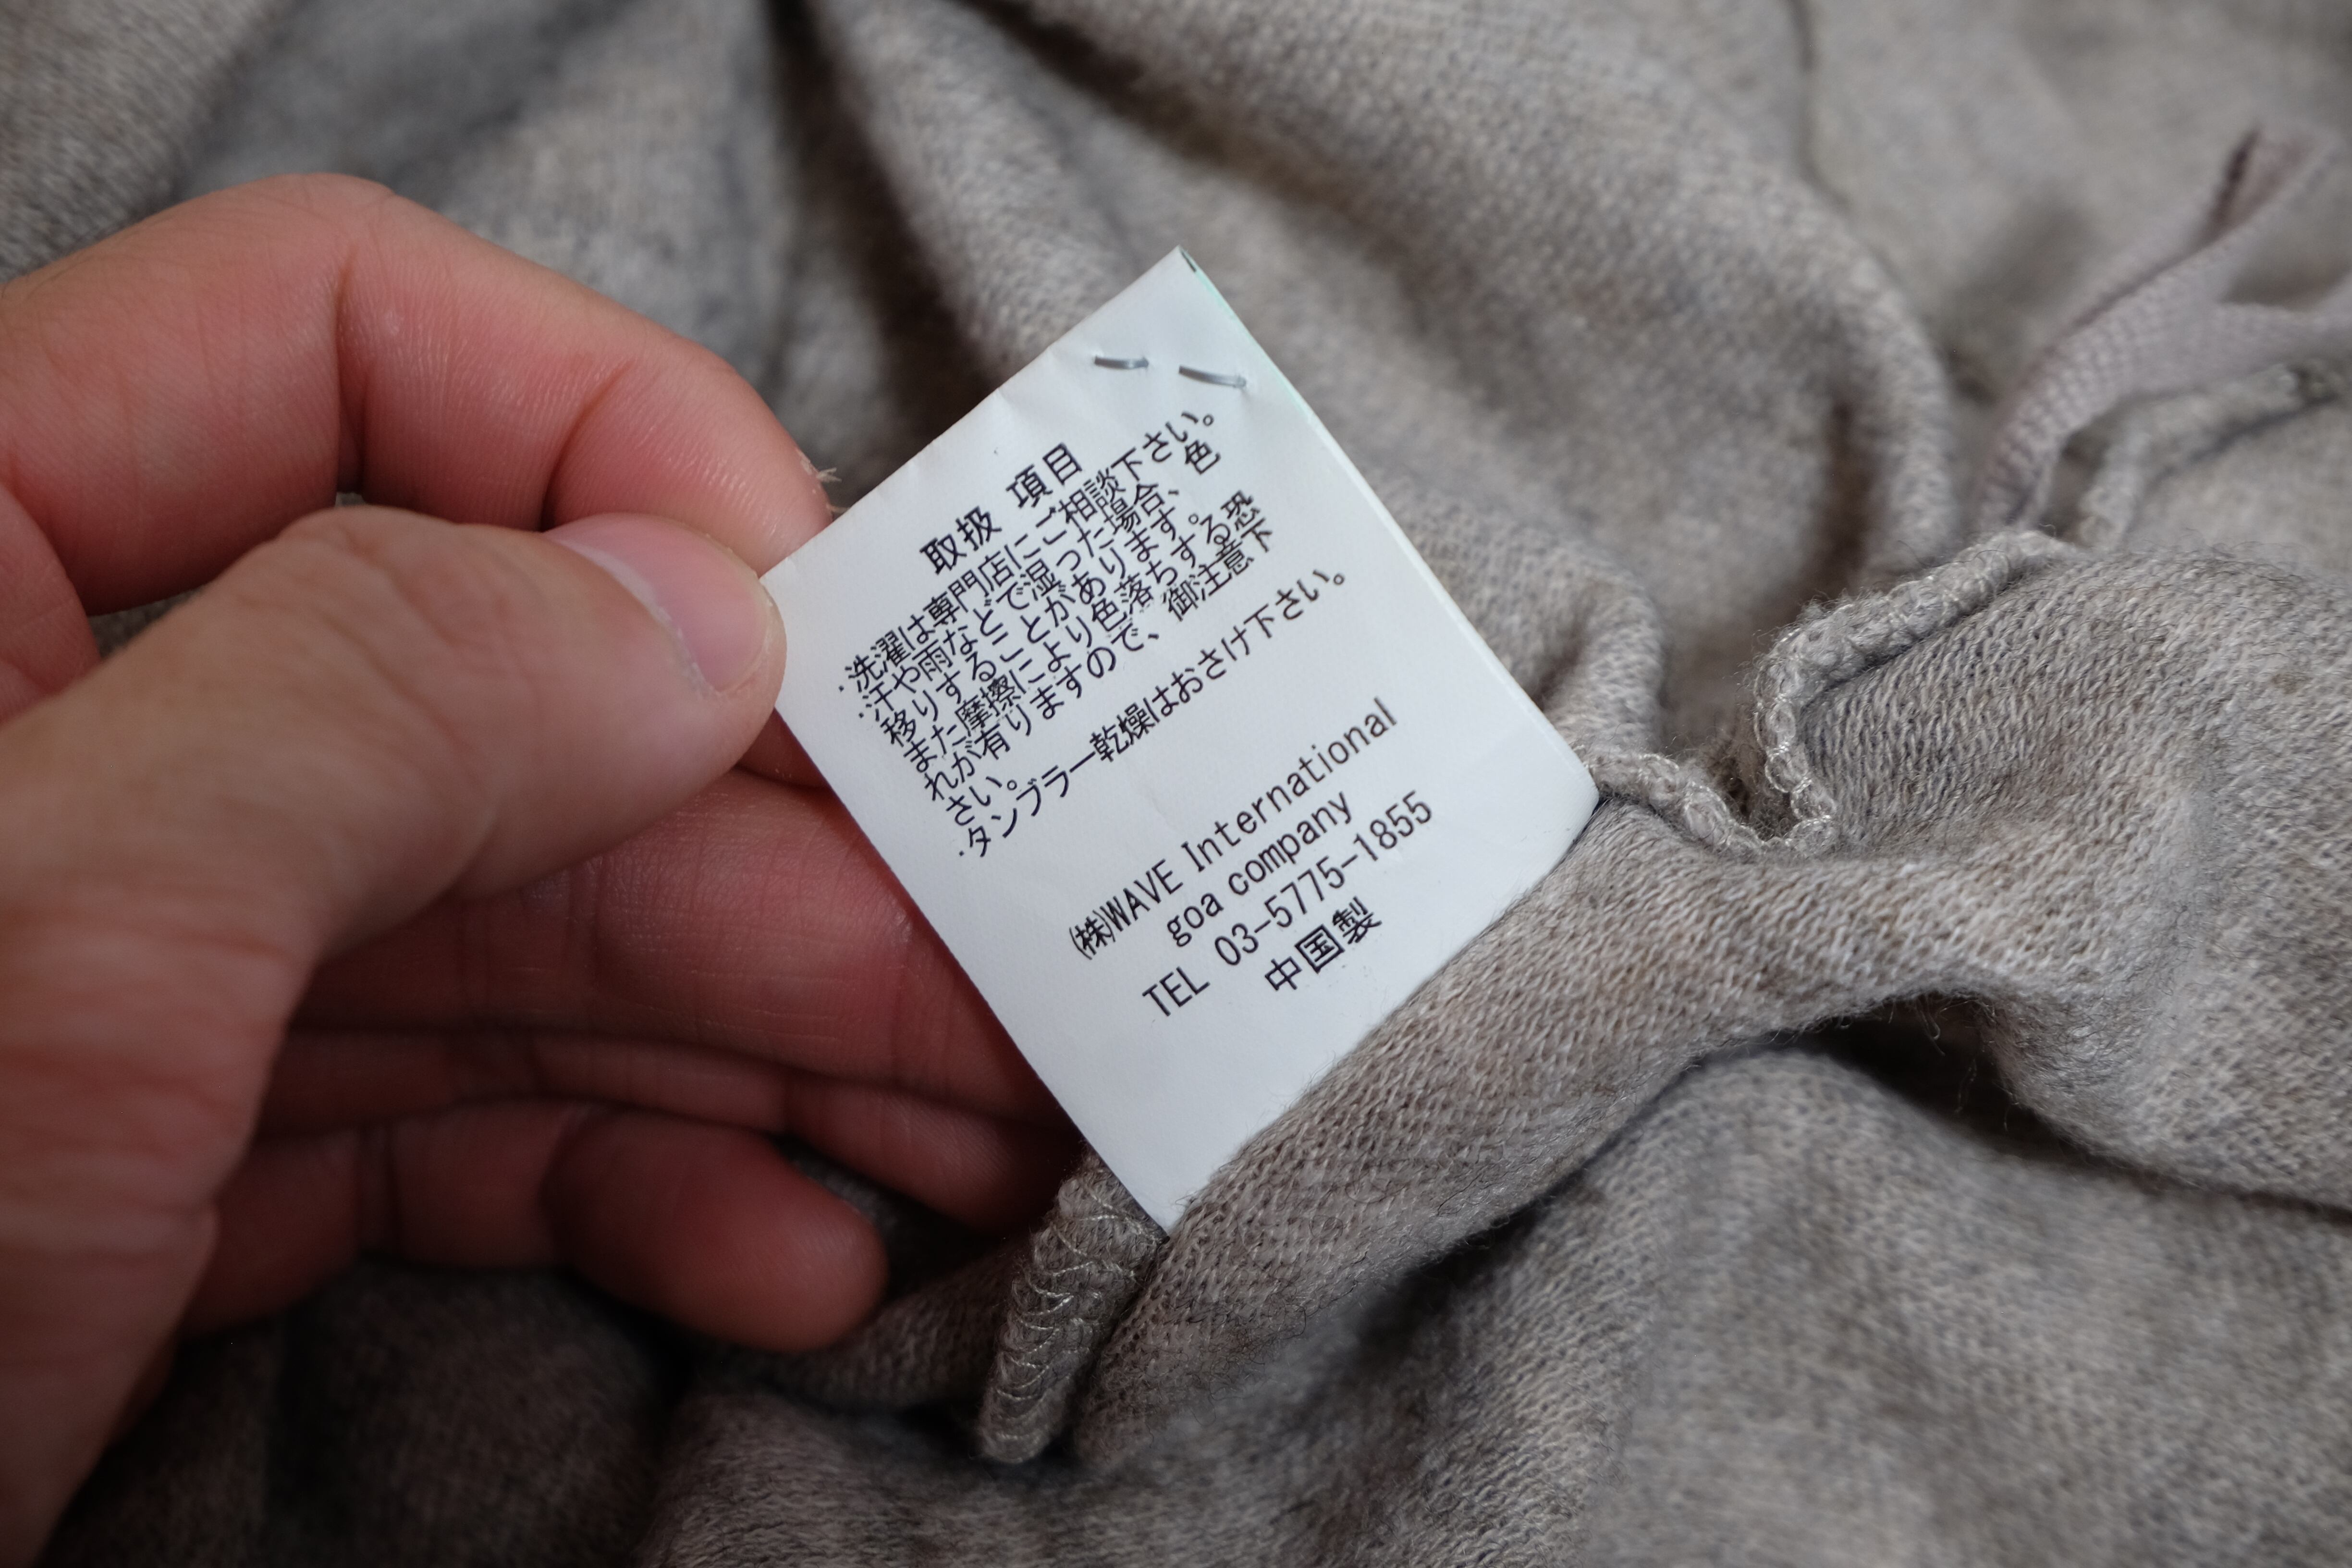 取扱 項目
・洗濯は専門店にご相談下さい。
・汗や雨などで湿った場合、色
移りすることがあります。
また摩擦により色落ちする恐
れが有りますので、御注意下
さい。
・タンブラー乾燥はおさけ下さい。
㈱WAVE International
goa company
TEL 03-5775-1855
中国製